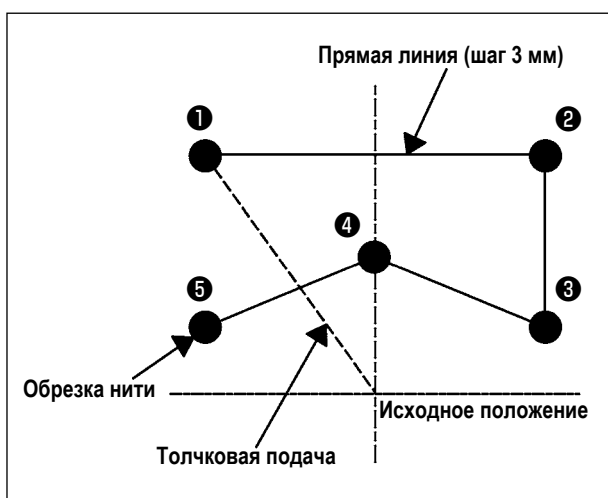 Прямая линия (шаг 3 мм)
❶
❷
❹
❺
❸
Обрезка нити
Исходное положение
Толчковая подача